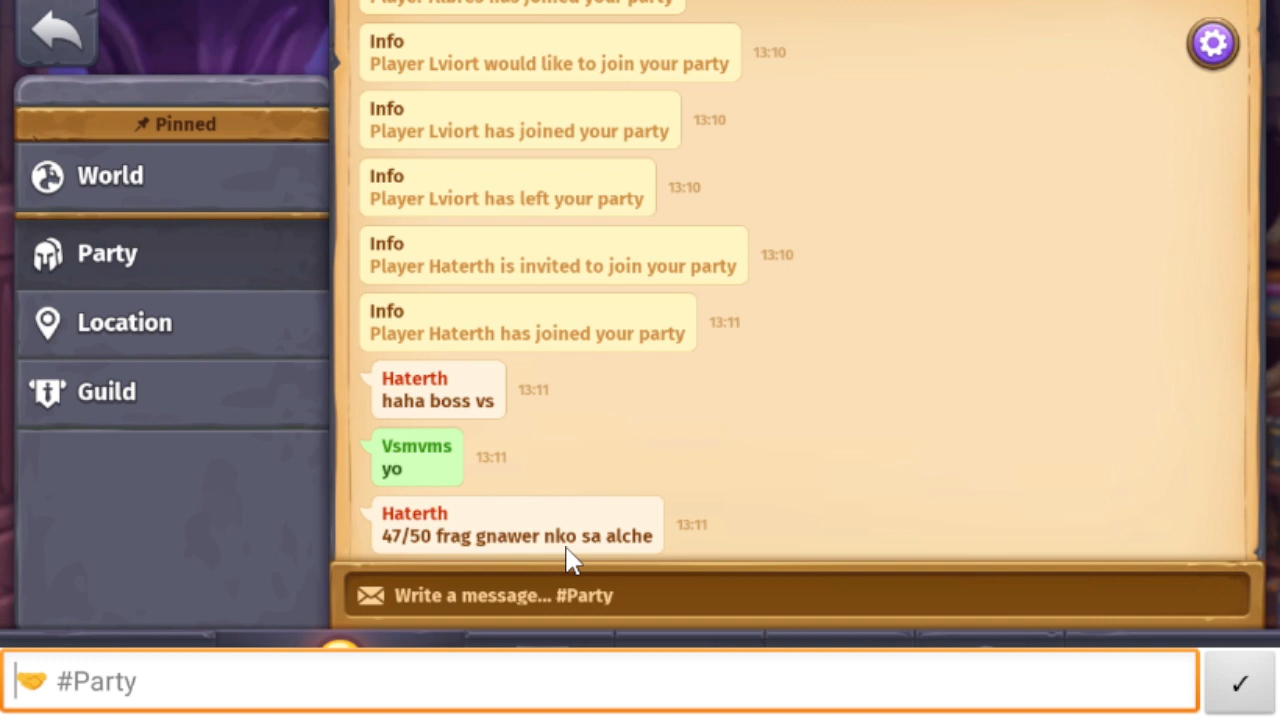 Player Albres has joined your party
Info
Player Lviort would like to join your party
13:10
Info
Player Lviort has joined your party
13:10
Info
Player Lviort has left your party
13:10
Info
Player Haterth is invited to join your party
13:10
Info
Player Haterth has joined your party
13:11
Haterth
haha boss vs
13:11
Vsmvms
yo
13:11
Haterth
47/50 frag gnawer nko sa alche
13:11
Pinned
World
Party
Location
Guild
Write a message... #Party
#Party